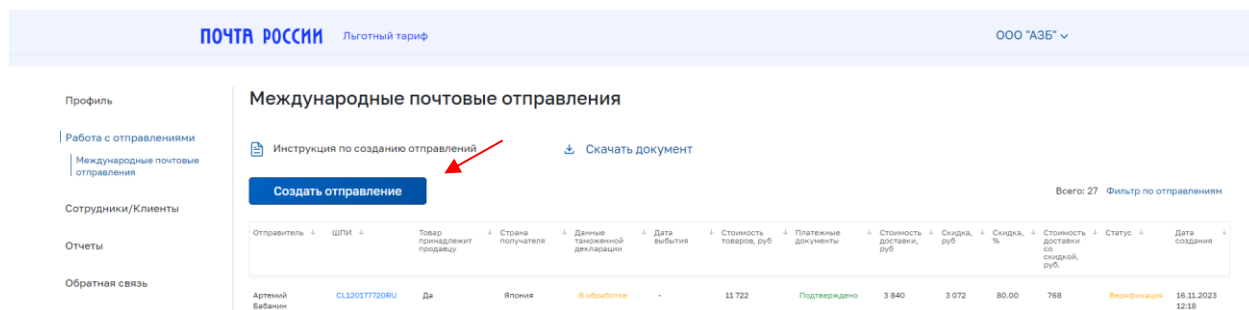 ПОЧТА РОССИИ Льготный тариф ООО "АЗБ"
Профиль
Работа с отправлениями
Международные почтовые
отправления
Сотрудники/Клиенты
Отчеты
Обратная связь
Международные почтовые отправления
Инструкция по созданию отправлений Скачать документ
Создать отправление
Всего: 27 Фильтр по отправлениям
Отправитель ШПИ Товар Страна Данные Дата Стоимость Платежные Стоимость Скидка, Скидка, Стоимость Статус Дата
принадлежит получателя таможенной выбытия товаров, руб документы доставки, руб % доставки создания
продавцу декларации руб со
скидкой,
руб.
Артемий CL120177720RU Да Япония В обработке - 11 722 Подтверждено 3 840 3 072 80.00 768 Верификация 16.11.2023
Бабанин 12:18